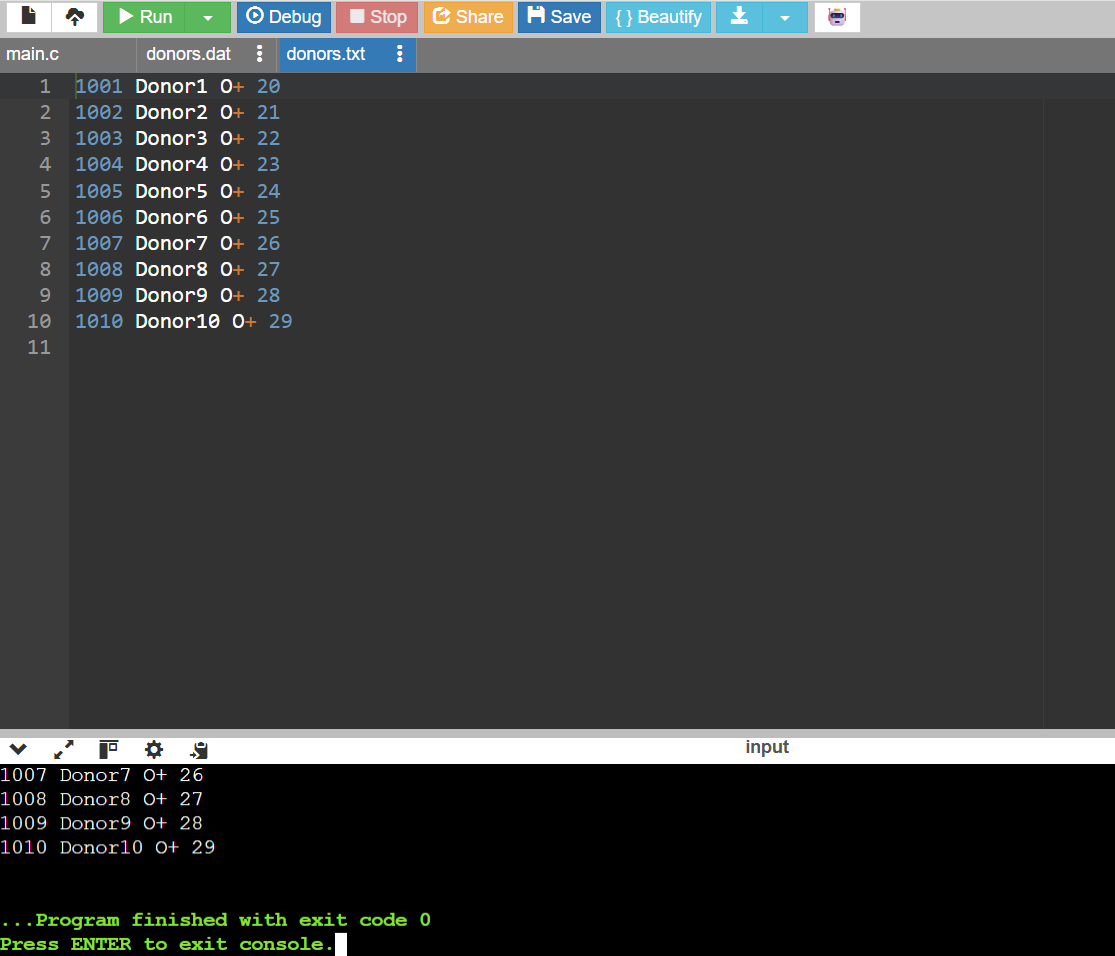 Run Debug Stop Share Save { } Beautify
main.c donors.dat donors.txt
1 1001 Donor1 O+ 20
2 1002 Donor2 O+ 21
3 1003 Donor3 O+ 22
4 1004 Donor4 O+ 23
5 1005 Donor5 O+ 24
6 1006 Donor6 O+ 25
7 1007 Donor7 O+ 26
8 1008 Donor8 O+ 27
9 1009 Donor9 O+ 28
10 1010 Donor10 O+ 29
11
input
1007 Donor7 O+ 26
1008 Donor8 O+ 27
1009 Donor9 O+ 28
1010 Donor10 O+ 29
...Program finished with exit code 0
Press ENTER to exit console.